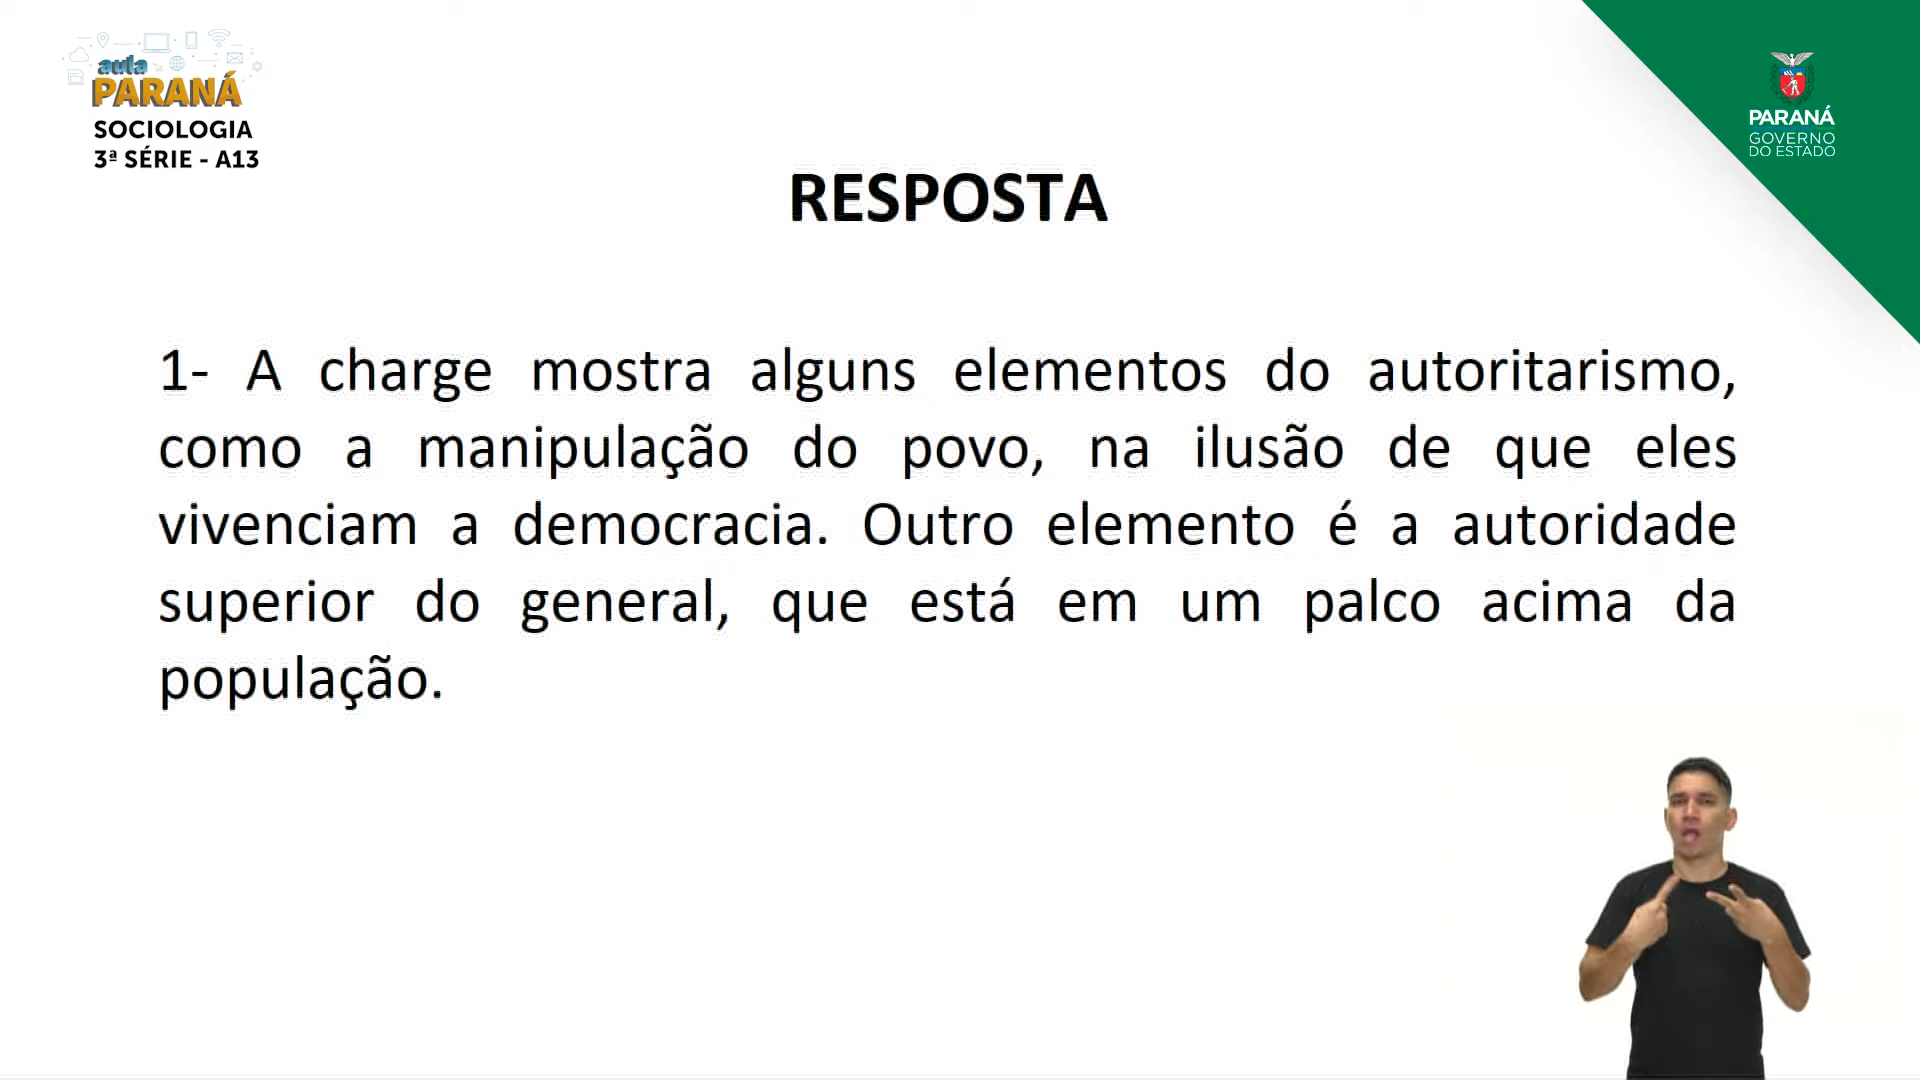 aula
PARANÁ
SOCIOLOGIA
3ª SÉRIE - A13
PARANÁ
GOVERNO
DO ESTADO
RESPOSTA
1- A charge mostra alguns elementos do autoritarismo,
como a manipulação do povo, na ilusão de que eles
vivenciam a democracia. Outro elemento é a autoridade
superior do general, que está em um palco acima da
população.